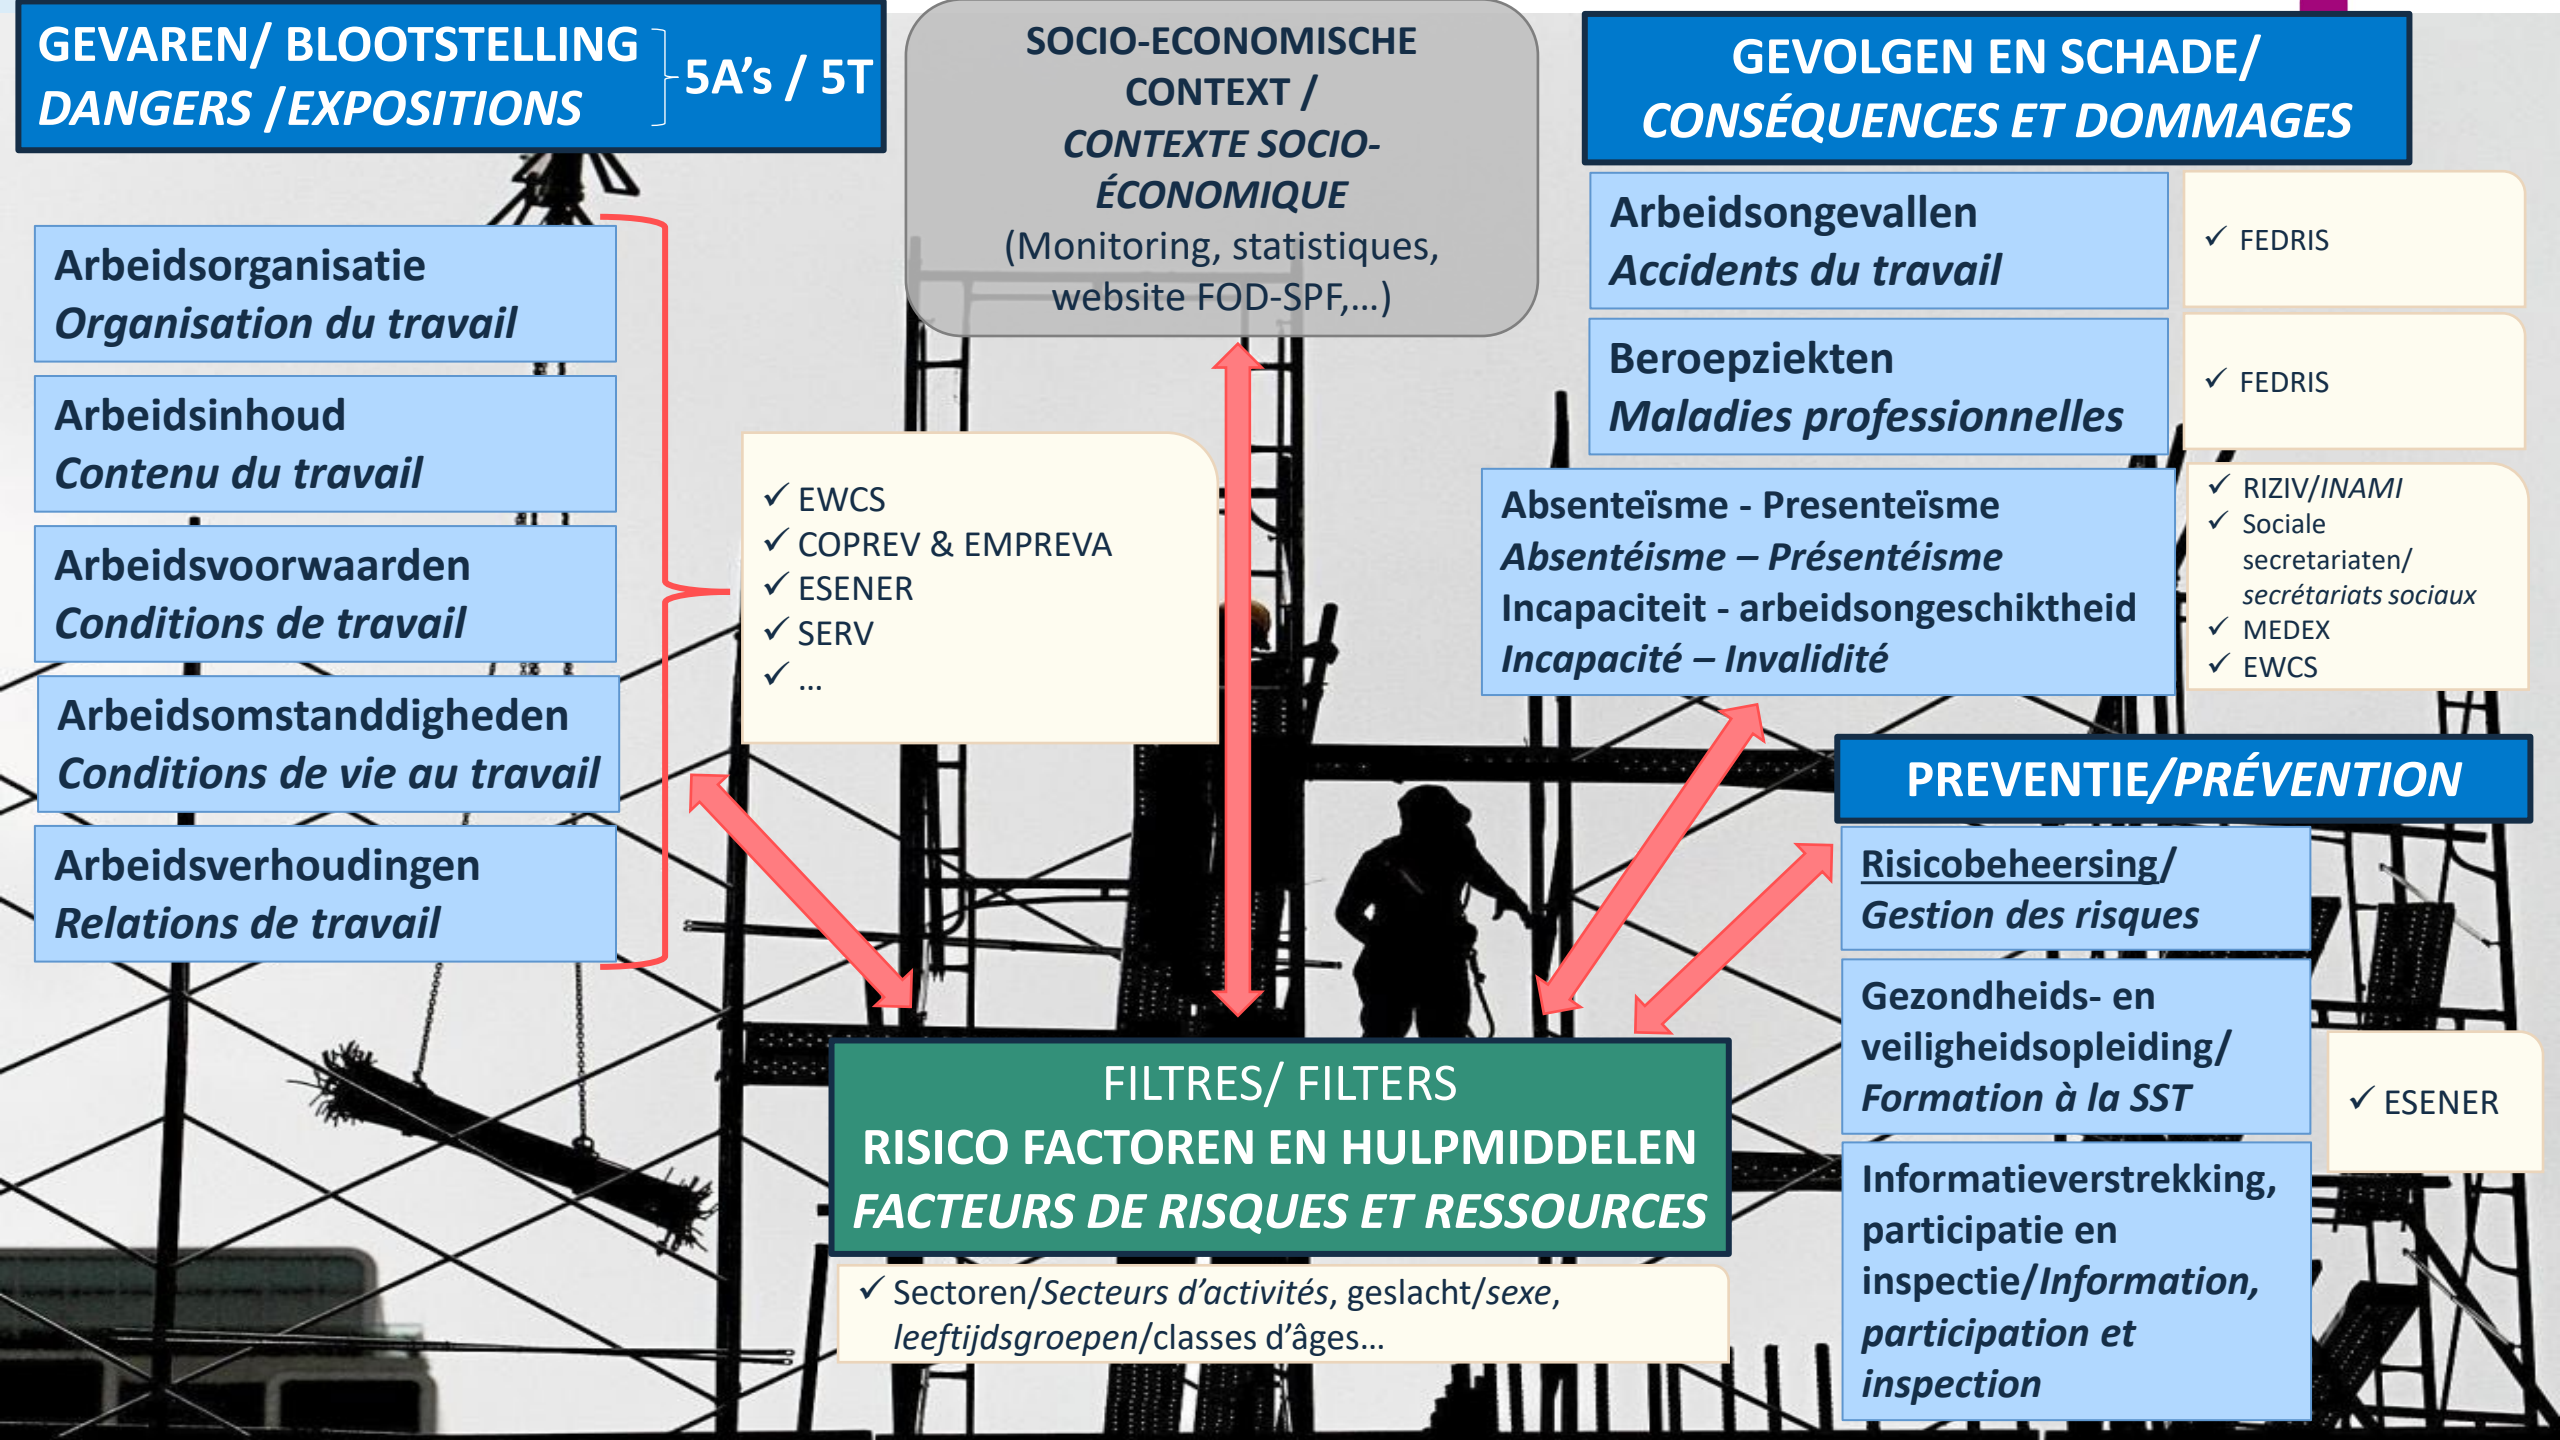 GEVAREN/ BLOOTSTELLING
DANGERS /EXPOSITIONS
5A's / 5T
Arbeidsorganisatie
Organisation du travail
Arbeidsinhoud
Contenu du travail
Arbeidsvoorwaarden
Conditions de travail
Arbeidsomstanddigheden
Conditions de vie au travail
Arbeidsverhoudingen
Relations de travail
✓ EWCS
✓ COPREV & EMPREVA
✓ ESENER
✓ SERV
✓ ...
SOCIO-ECONOMISCHE
CONTEXT /
CONTEXTE SOCIO-
ÉCONOMIQUE
(Monitoring, statistiques,
website FOD-SPF,...)
GEVOLGEN EN SCHADE/
CONSÉQUENCES ET DOMMAGES
Arbeidsongevallen
Accidents du travail
✓ FEDRIS
Beroepziekten
Maladies professionnelles
✓ FEDRIS
Absenteïsme - Presenteïsme
Absentéisme – Présentéisme
Incapaciteit - arbeidsongeschiktheid
Incapacité – Invalidité
✓ RIZIV/INAMI
✓ Sociale
secretariaten/
secrétariats sociaux
✓ MEDEX
✓ EWCS
PREVENTIE/PRÉVENTION
Risicobeheersing/
Gestion des risques
Gezondheids- en
veiligheidsopleiding/
Formation à la SST
Informatieverstrekking,
participatie en
inspectie/Information,
participation et
inspection
✓ ESENER
FILTRES/ FILTERS
RISICO FACTOREN EN HULPMIDDELEN
FACTEURS DE RISQUES ET RESSOURCES
✓ Sectoren/Secteurs d'activités, geslacht/sexe,
leeftijdsgroepen/classes d'âges...